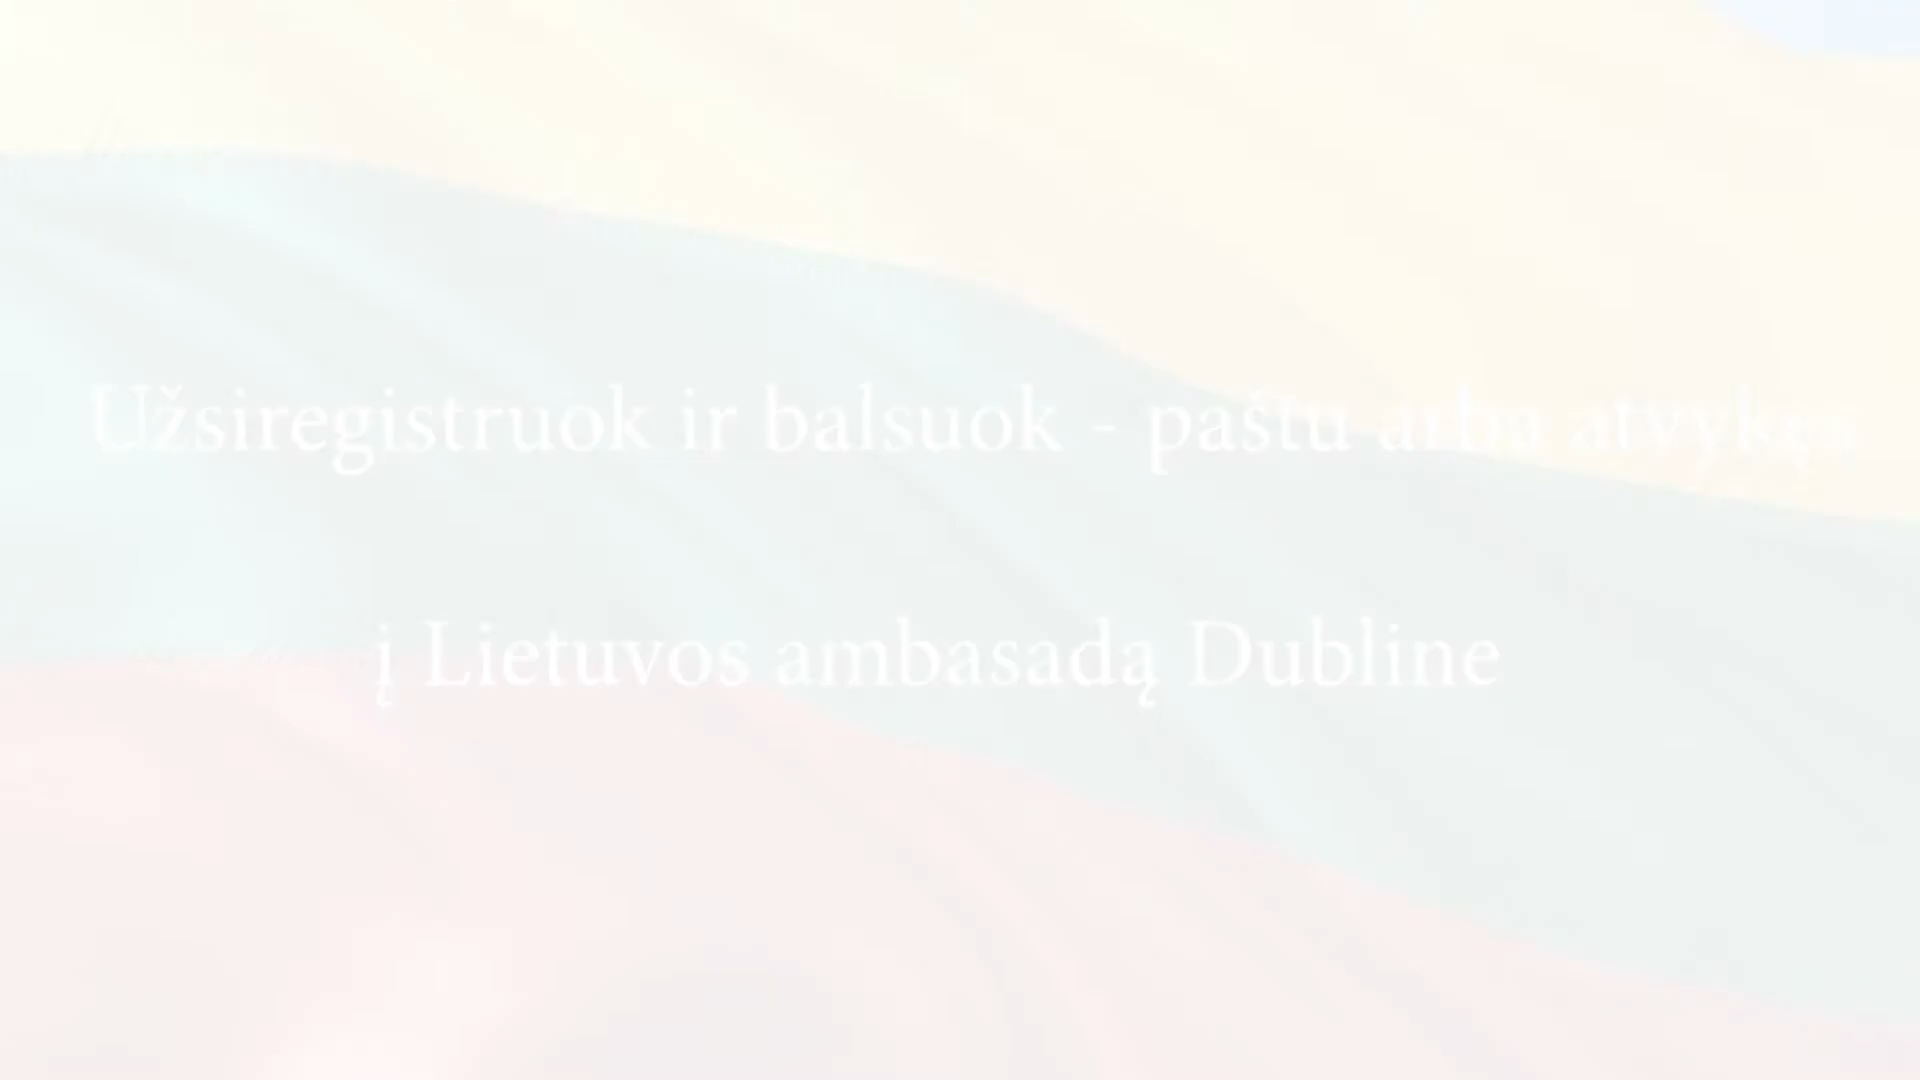 Užsiregistruok ir balsuok - paštu arba atvykęs
į Lietuvos ambasadą Dubline